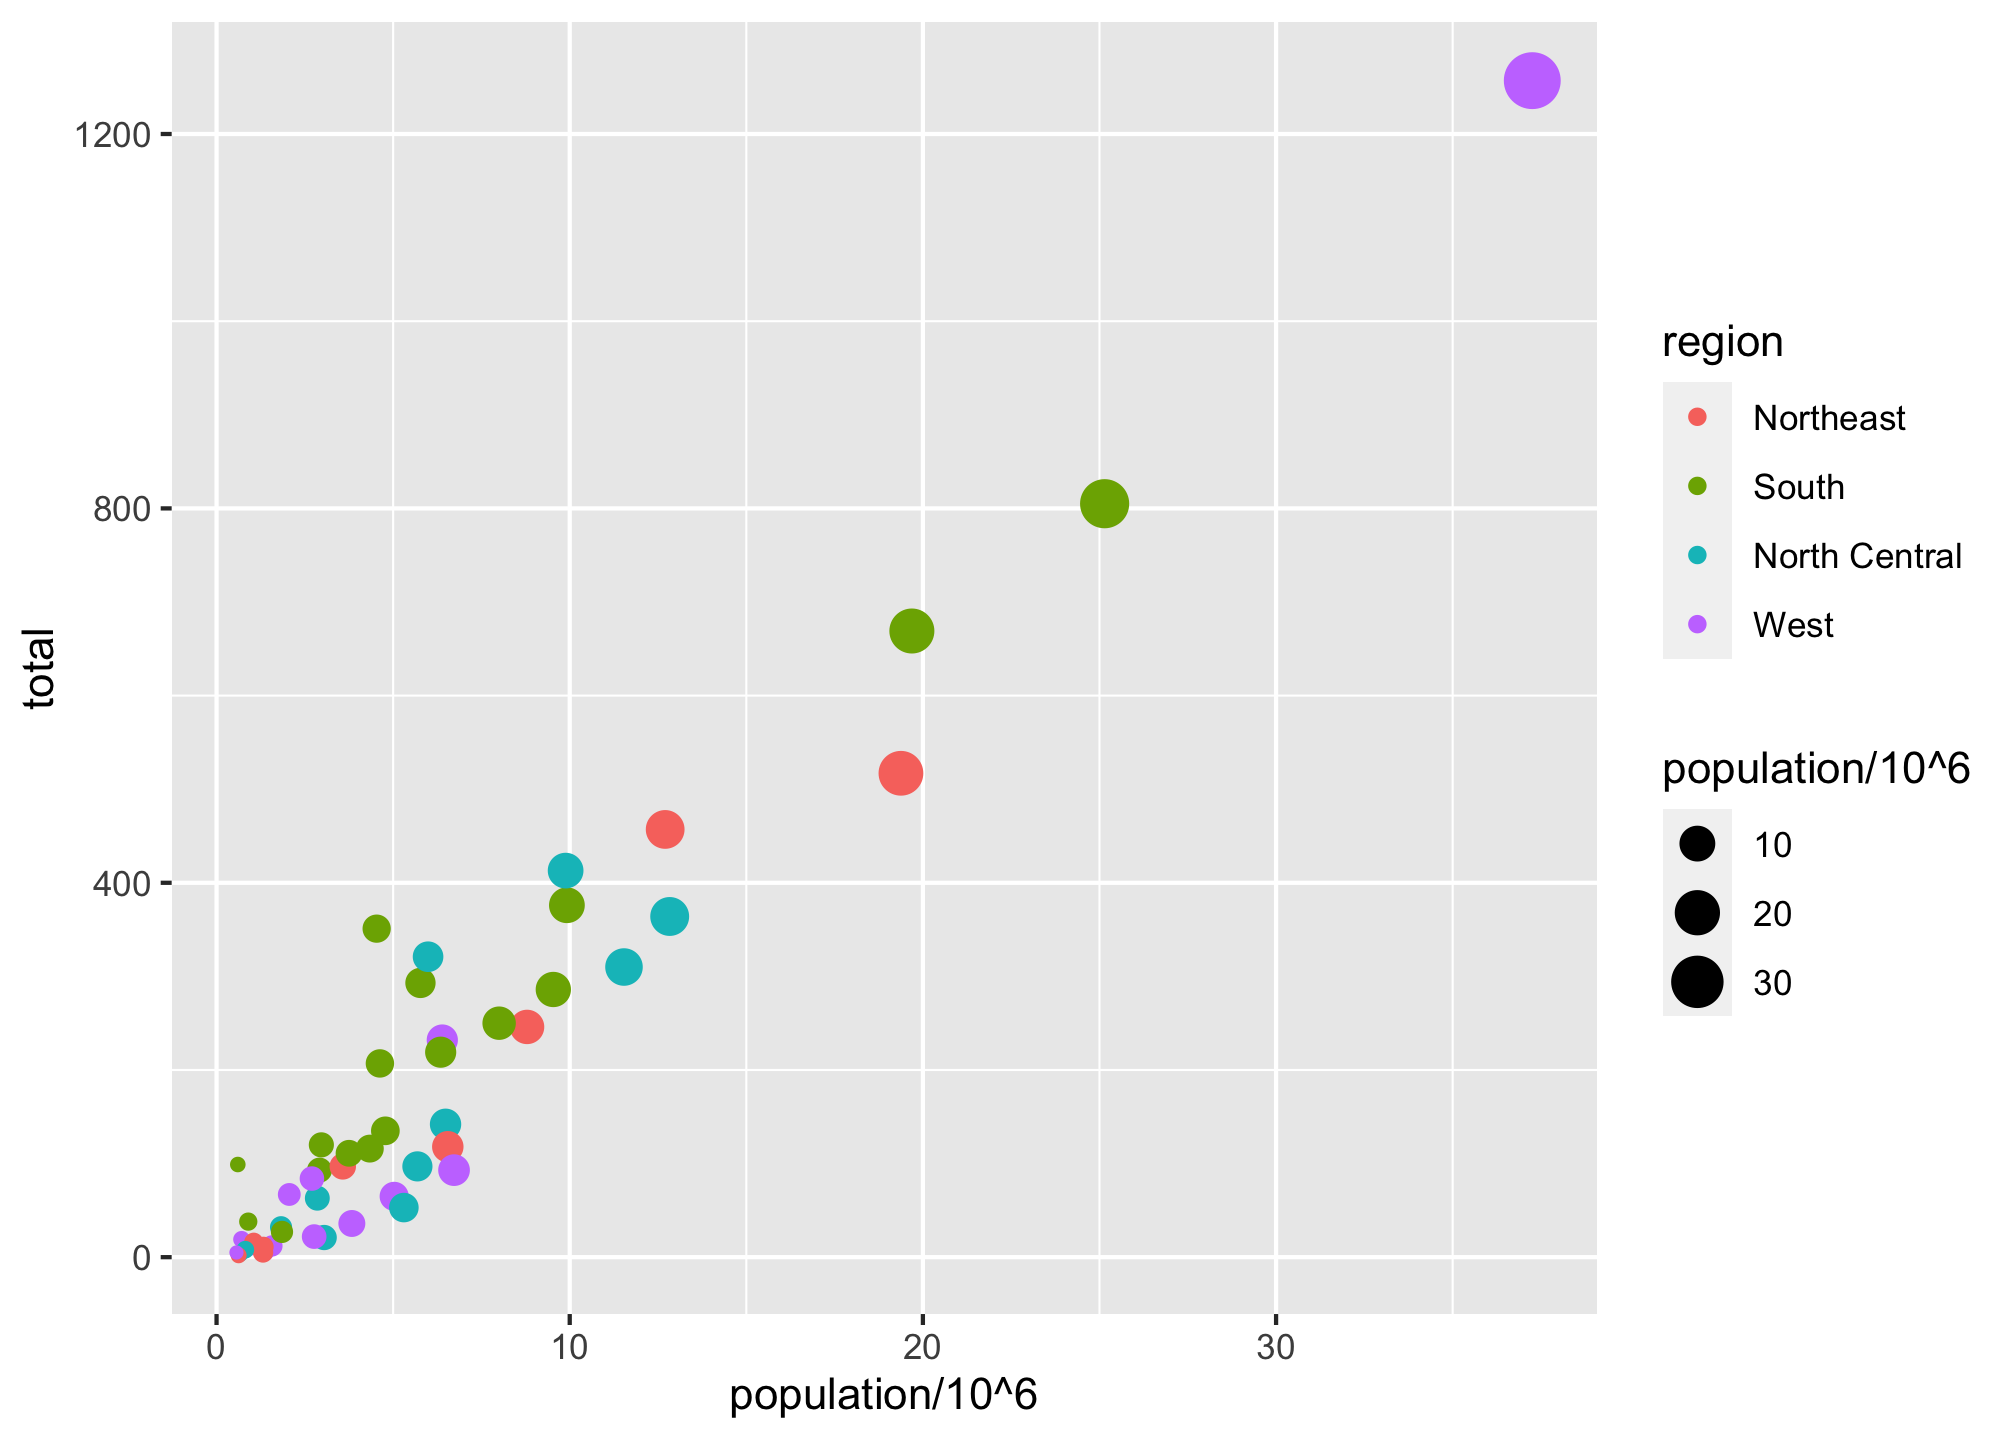 1200
800
400
0
total
0 10 20 30
population/10^6
region
Northeast
South
North Central
West
population/10^6
10
20
30